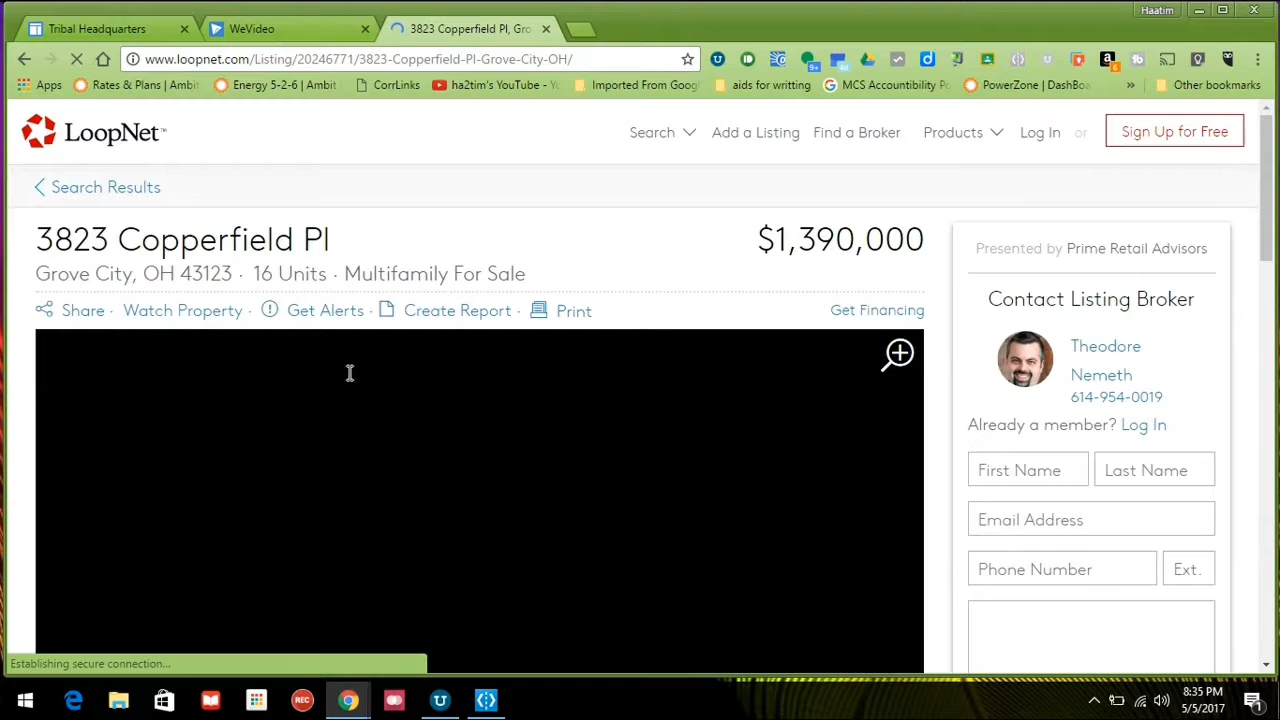 Haatim
Tribal Headquarters
WeVideo
3823 Copperfield Pl, Gro
www.loopnet.com/Listing/20246771/3823-Copperfield-Pl-Grove-City-OH/
Apps
Rates & Plans | Ambit
Energy 5-2-6 | Ambit
CorrLinks
ha2tim's YouTube - Yo
Imported From Goog
aids for writting
MCS Accountibility Po
PowerZone | DashBoa
»
Other bookmarks
LoopNet™
Search
Add a Listing
Find a Broker
Products
Log In
or
Sign Up for Free
Search Results
3823 Copperfield Pl
$1,390,000
Grove City, OH 43123 · 16 Units · Multifamily For Sale
Share · Watch Property · Get Alerts · Create Report · Print
Get Financing
Presented by Prime Retail Advisors
Contact Listing Broker
Theodore
Nemeth
614-954-0019
Already a member? Log In
First Name
Last Name
Email Address
Phone Number
Ext.
Establishing secure connection...
REC
8:35 PM
5/5/2017